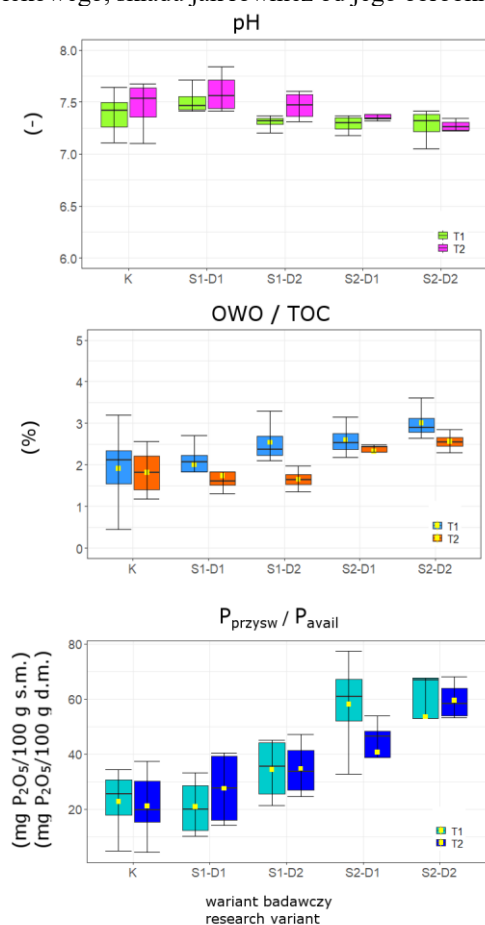 pH
(-)
8.0
7.5
7.0
6.5
6.0
T1
T2
K S1-D1 S1-D2 S2-D1 S2-D2
OWO / TOC
(%)
5
4
3
2
1
0
T1
T2
K S1-D1 S1-D2 S2-D1 S2-D2
Pprzysw / Pavail
(mg P2O5/100 g s.m.)
(mg P2O5/100 g d.m.)
80
60
40
20
T1
T2
K S1-D1 S1-D2 S2-D1 S2-D2
wariant badawczy
research variant